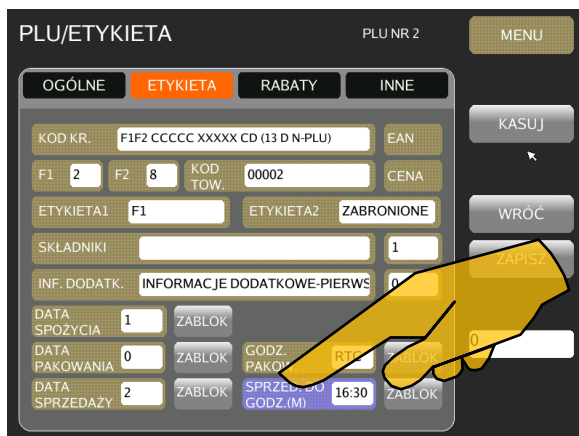 PLU/ETYKIETA PLU NR 2 MENU
OGÓLNE ETYKIETA RABATY INNE
KOD KR. F1F2 CCCCC XXXXX CD (13 D N-PLU) EAN
KASUJ
F1 2 F2 8 KOD TOW. 00002 CENA
ETYKIETA1 F1 ETYKIETA2 ZABRONIONE WRÓĆ
SKŁADNIKI 1
ZAPISZ
INF. DODATK. INFORMACJE DODATKOWE-PIERWS 0
DATA
SPOŻYCIA 1 ZABLOK
0
DATA
PAKOWANIA 0 ZABLOK GODZ.
PAKOW. RTC ZABLOK
DATA
SPRZEDAŻY 2 ZABLOK SPRZED. DO
GODZ.(M) 16:30 ZABLOK